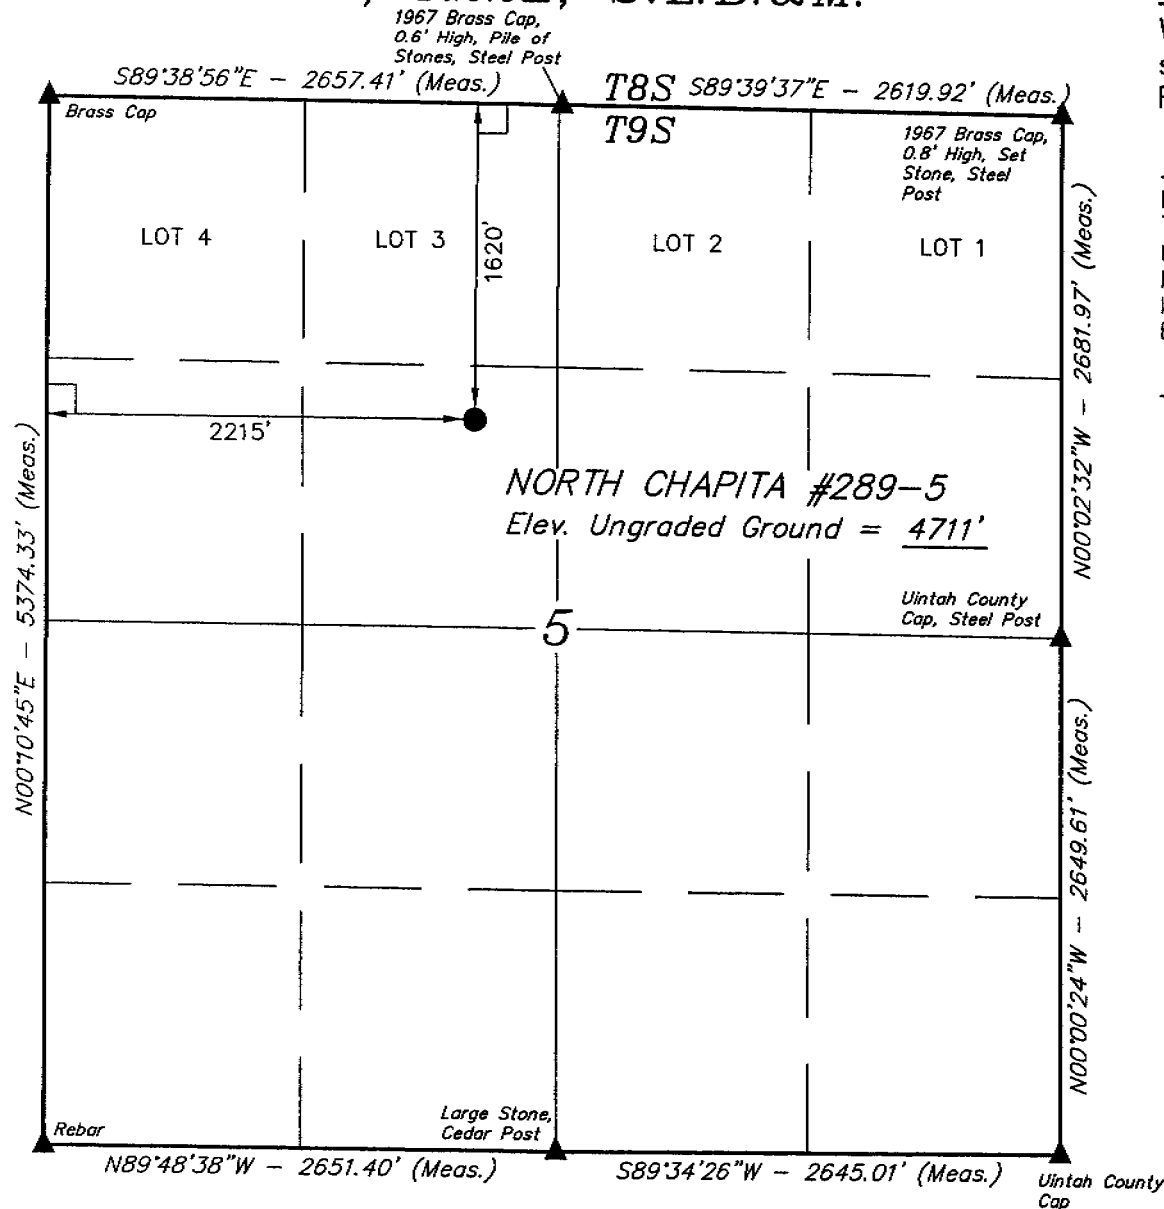 S.L.B.&M.
1967 Brass Cap,
0.6' High, Pile of
Stones, Steel Post
S89°38'56"E - 2657.41' (Meas.)
T8S S89°39'37"E - 2619.92' (Meas.)
Brass Cap
T9S
1967 Brass Cap,
0.8' High, Set
Stone, Steel
Post
LOT 4
LOT 3
1620'
LOT 2
LOT 1
N00°02'32"W - 2681.97' (Meas.)
2215'
N00°10'45"E - 5374.33' (Meas.)
NORTH CHAPITA #289-5
Elev. Ungraded Ground = 4711'
Uintah County
Cap, Steel Post
5
N00°00'24"W - 2649.61' (Meas.)
Rebar
Large Stone,
Cedar Post
N89°48'38"W - 2651.40' (Meas.)
S89°34'26"W - 2645.01' (Meas.)
Uintah County
Cap